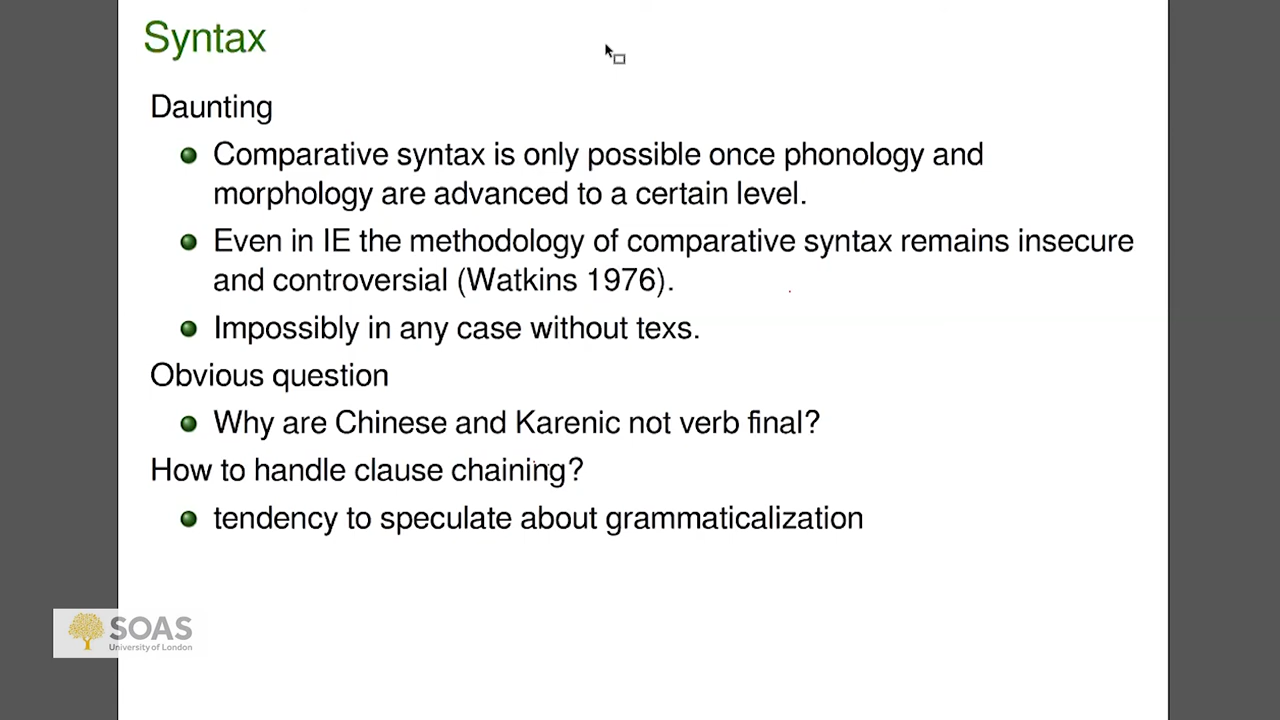 Syntax
Daunting
Comparative syntax is only possible once phonology and
morphology are advanced to a certain level.
Even in IE the methodology of comparative syntax remains insecure
and controversial (Watkins 1976).
Impossibly in any case without texs.
Obvious question
Why are Chinese and Karenic not verb final?
How to handle clause chaining?
tendency to speculate about grammaticalization
SOAS
University of London